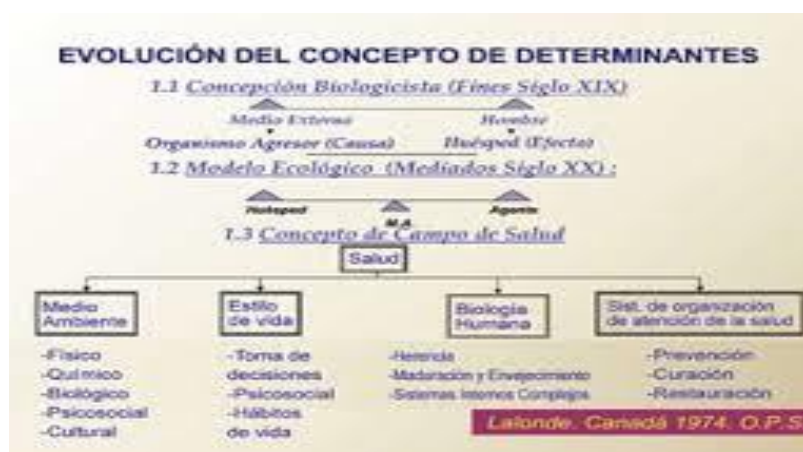 EVOLUCIÓN DEL CONCEPTO DE DETERMINANTES
1.1 Concepción Biologicista (Fines Siglo XIX)
Medio Externo Hombre
Organismo Agresor (Causa) Huésped (Efecto)
1.2 Modelo Ecológico (Mediados Siglo XX) :
Huésped M.A Agente
1.3 Concepto de Campo de Salud
Salud
Medio Ambiente
-Físico
-Químico
-Biológico
-Psicosocial
-Cultural
Estilo
de vida
-Toma de
decisiones
-Psicosocial
-Hábitos
de vida
Biología
Humana
-Herencia
-Maduración y Envejecimiento
-Sistemas Internos Complejos
Sist. de organización
de atención de la salud
-Prevención
-Curación
-Restauración
Lalonde. Canadá 1974. O.P.S